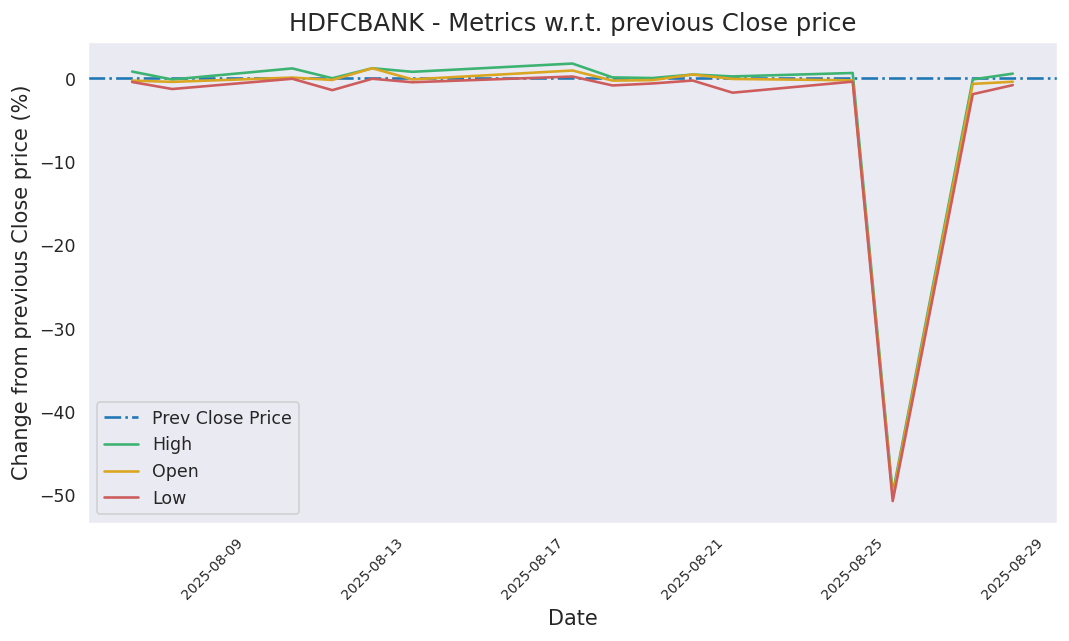 HDFCBANK - Metrics w.r.t. previous Close price
Change from previous Close price (%)
0
−10
−20
−30
−40
−50
Prev Close Price
High
Open
Low
2025-08-09
2025-08-13
2025-08-17
2025-08-21
2025-08-25
2025-08-29
Date